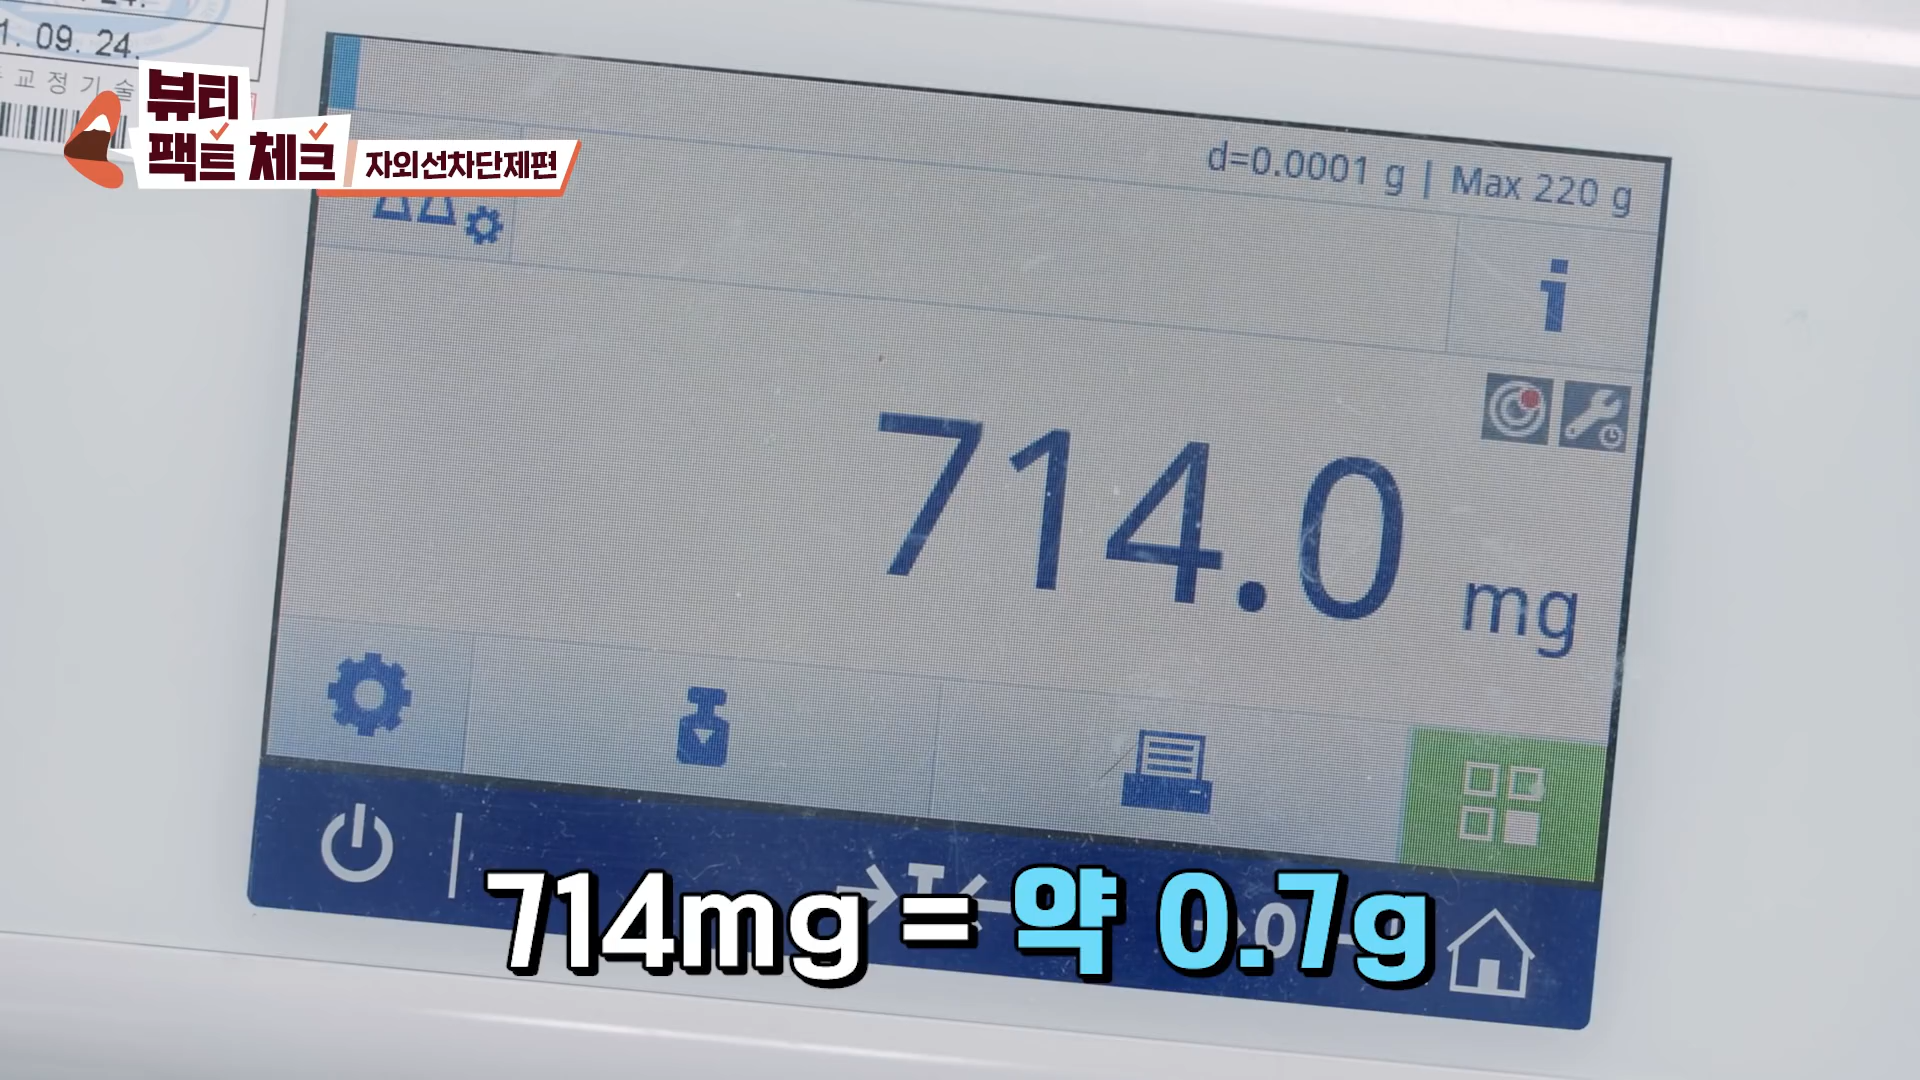 1. 09. 24.
교정기술
뷰티
팩트 체크
자외선차단제편
d=0.0001 g | Max 220 g
i
714.0 mg
714mg = 약 0.7g
→0←